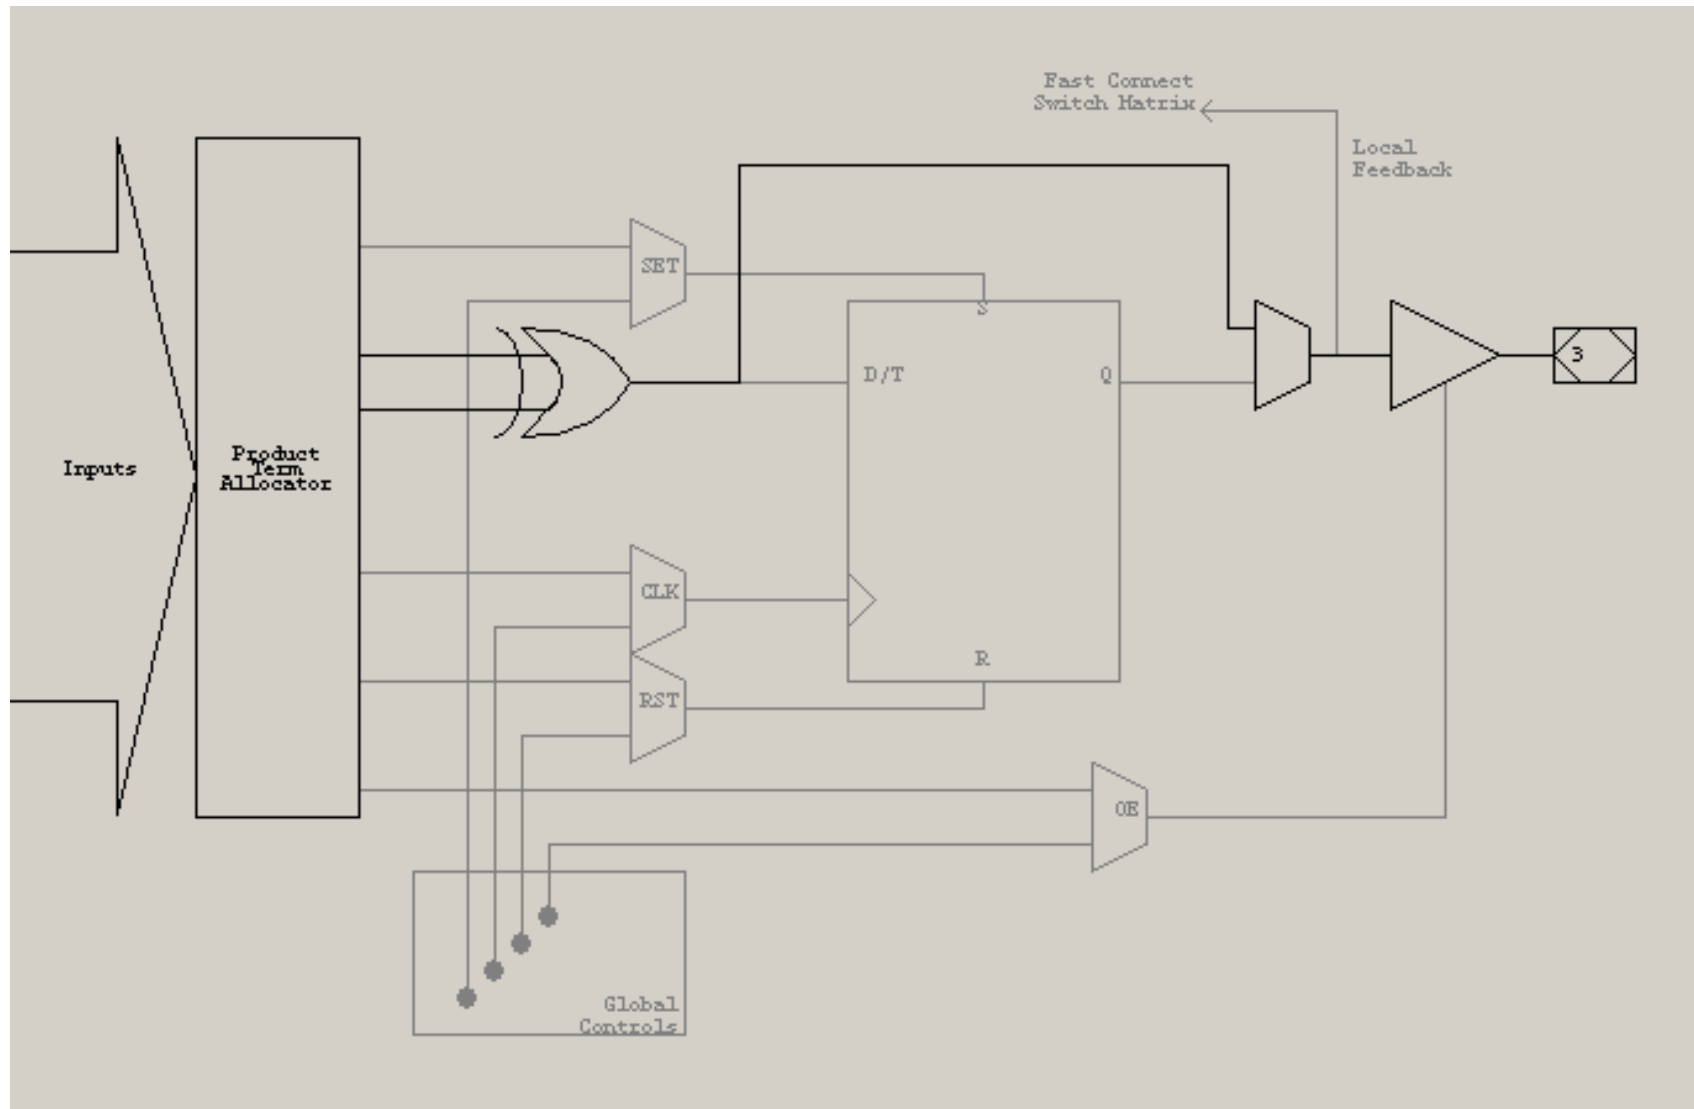 Fast Connect
Switch Matrix
Local
Feedback
SET
S
D/T
Q
3
Inputs
Product
Term
Allocator
CLK
R
RST
OE
Global
Controls